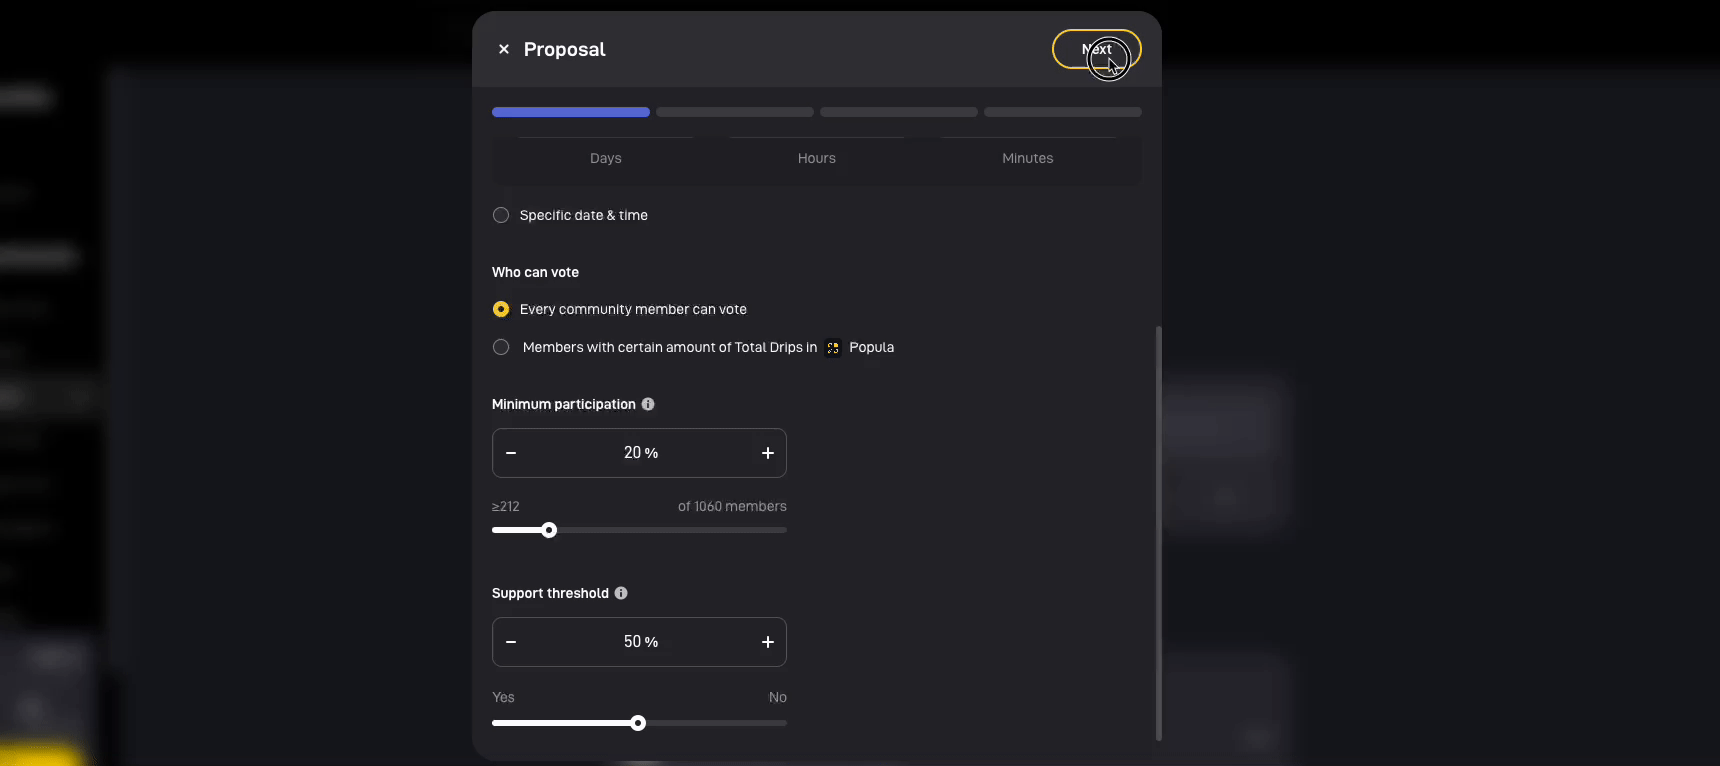 Proposal
Next
Days Hours Minutes
Specific date & time
Who can vote
Every community member can vote
Members with certain amount of Total Drips in Popula
Minimum participation
20 %
≥212 of 1060 members
Support threshold
50 %
Yes No